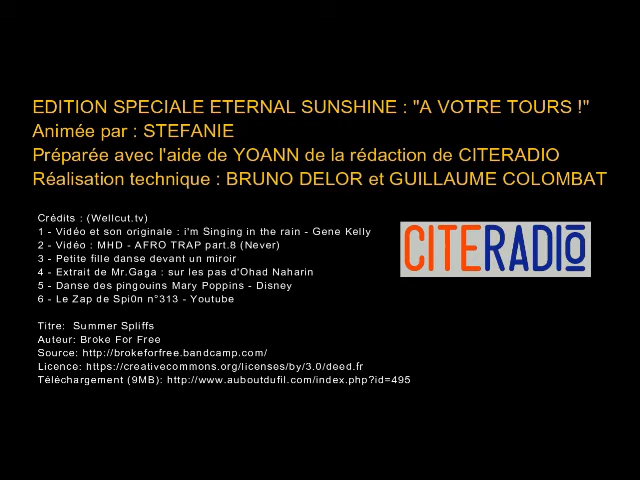 EDITION SPECIALE ETERNAL SUNSHINE : "A VOTRE TOURS !"
Animée par : STEFANIE
Préparée avec l'aide de YOANN de la rédaction de CITERADIO
Réalisation technique : BRUNO DELOR et GUILLAUME COLOMBAT
Crédits : (Wellcut.tv)
1 - Vidéo et son originale : i'm Singing in the rain - Gene Kelly
2 - Vidéo : MHD - AFRO TRAP part.8 (Never)
3 - Petite fille danse devant un miroir
4 - Extrait de Mr.Gaga : sur les pas d'Ohad Naharin
5 - Danse des pingouins Mary Poppins - Disney
6 - Le Zap de Spi0n n°313 - Youtube
CITERADIO
Titre: Summer Spliffs
Auteur: Broke For Free
Source: http://brokeforfree.bandcamp.com/
Licence: https://creativecommons.org/licenses/by/3.0/deed.fr
Téléchargement (9MB): http://www.auboutdufil.com/index.php?id=495